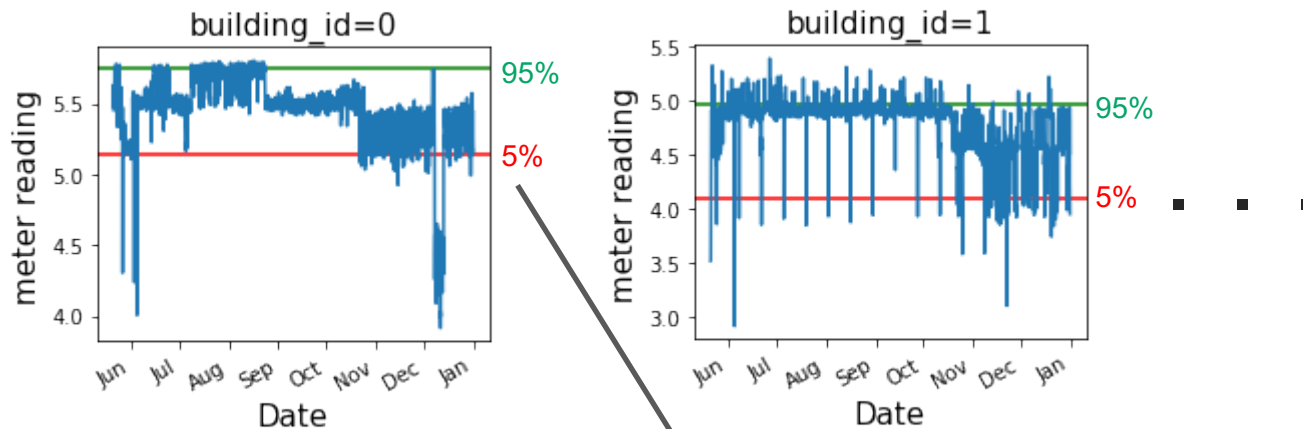 building_id=0
meter reading
5.5
5.0
4.5
4.0
95%
5%
Jun Jul Aug Sep Oct Nov Dec Jan
Date
building_id=1
meter reading
5.5
5.0
4.5
4.0
3.5
3.0
95%
5%
Jun Jul Aug Sep Oct Nov Dec Jan
Date